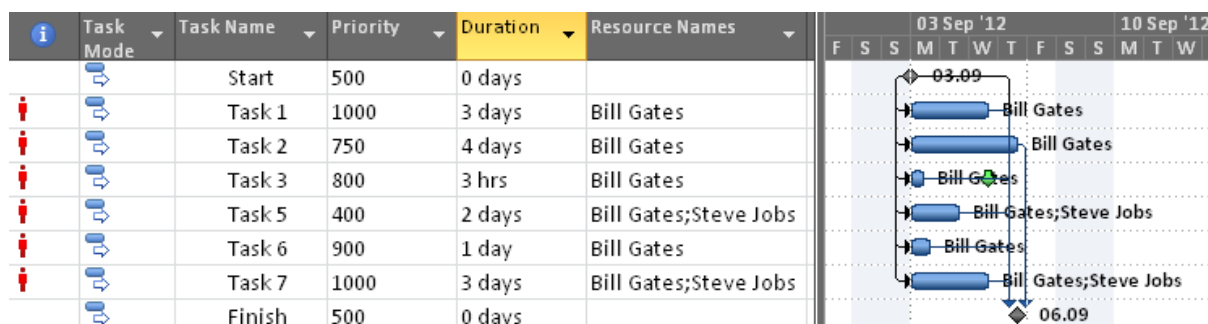 Task Mode Task Name Priority Duration Resource Names 03 Sep '12 10 Sep '12
F S S M T W T F S S M T W
Start 500 0 days 03.09
Task 1 1000 3 days Bill Gates Bill Gates
Task 2 750 4 days Bill Gates Bill Gates
Task 3 800 3 hrs Bill Gates Bill Gates
Task 5 400 2 days Bill Gates;Steve Jobs Bill Gates;Steve Jobs
Task 6 900 1 day Bill Gates Bill Gates
Task 7 1000 3 days Bill Gates;Steve Jobs Bill Gates;Steve Jobs
Finish 500 0 days 06.09